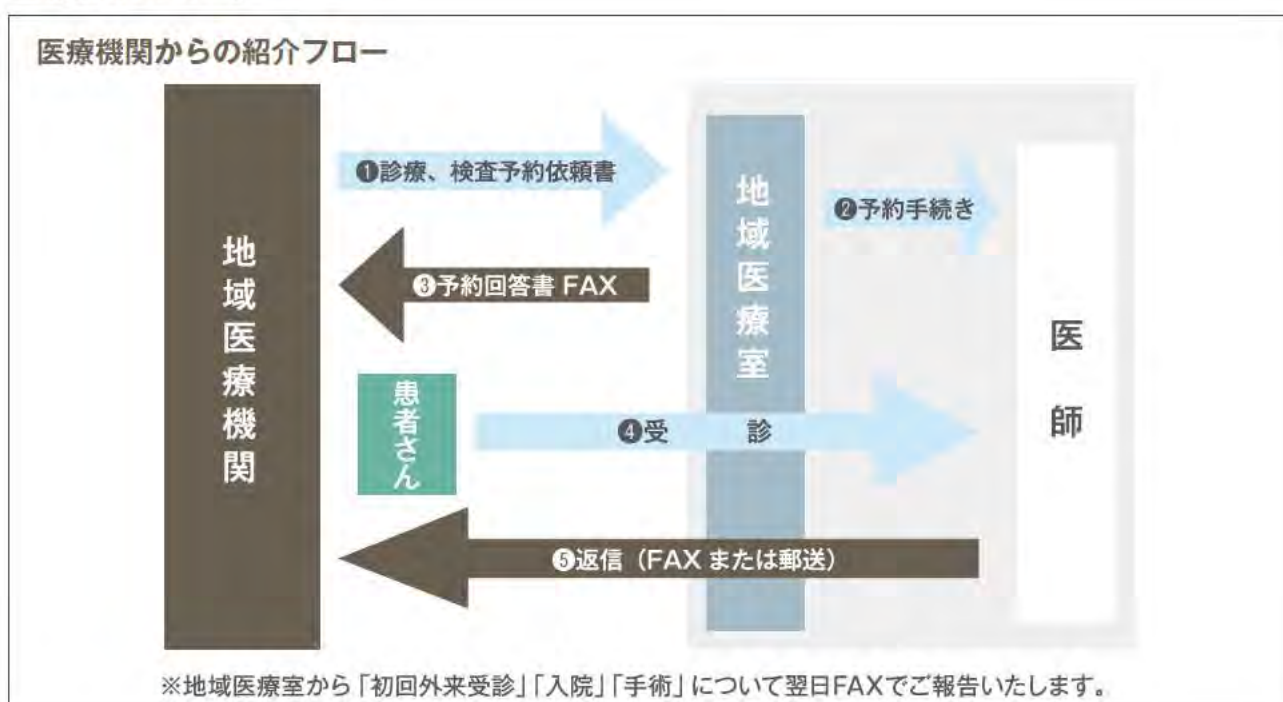 医療機関からの紹介フロー
地域医療機関
❶診療、検査予約依頼書
地域医療室
❷予約手続き
医師
❸予約回答書 FAX
患者さん
❹受　診
❺返信（FAX または郵送）
※地域医療室から「初回外来受診」「入院」「手術」について翌日FAXでご報告いたします。